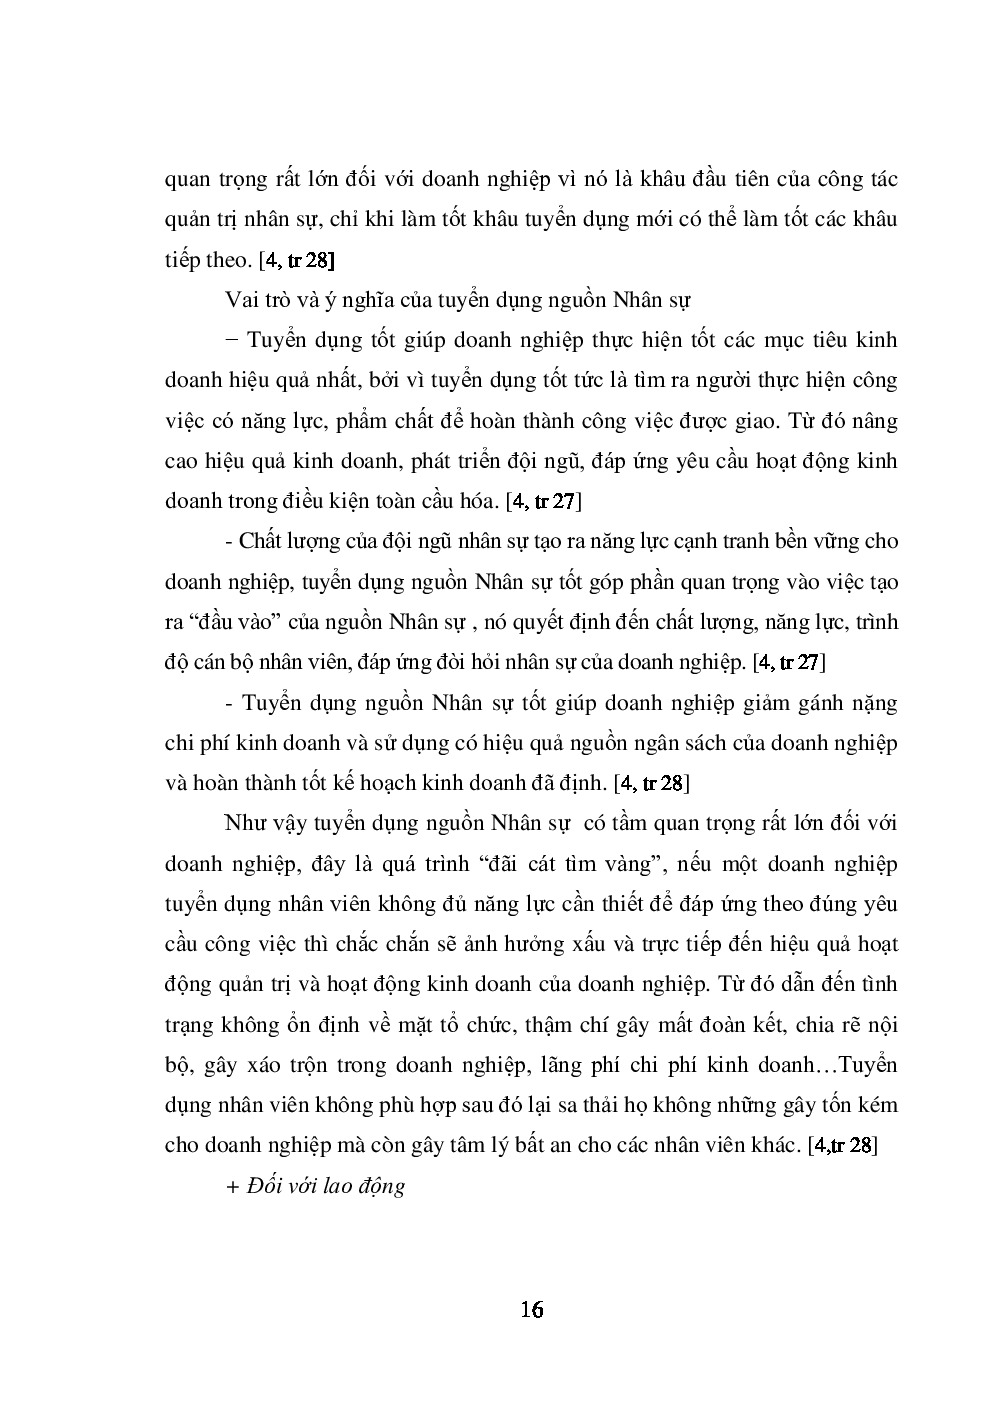 quan trọng rất lớn đối với doanh nghiệp vì nó là khâu đầu tiên của công tác
quản trị nhân sự, chỉ khi làm tốt khâu tuyển dụng mới có thể làm tốt các khâu
tiếp theo. [4, tr 28]
Vai trò và ý nghĩa của tuyển dụng nguồn Nhân sự
− Tuyển dụng tốt giúp doanh nghiệp thực hiện tốt các mục tiêu kinh
doanh hiệu quả nhất, bởi vì tuyển dụng tốt tức là tìm ra người thực hiện công
việc có năng lực, phẩm chất để hoàn thành công việc được giao. Từ đó nâng
cao hiệu quả kinh doanh, phát triển đội ngũ, đáp ứng yêu cầu hoạt động kinh
doanh trong điều kiện toàn cầu hóa. [4, tr 27]
- Chất lượng của đội ngũ nhân sự tạo ra năng lực cạnh tranh bền vững cho
doanh nghiệp, tuyển dụng nguồn Nhân sự tốt góp phần quan trọng vào việc tạo
ra “đầu vào” của nguồn Nhân sự , nó quyết định đến chất lượng, năng lực, trình
độ cán bộ nhân viên, đáp ứng đòi hỏi nhân sự của doanh nghiệp. [4, tr 27]
- Tuyển dụng nguồn Nhân sự tốt giúp doanh nghiệp giảm gánh nặng
chi phí kinh doanh và sử dụng có hiệu quả nguồn ngân sách của doanh nghiệp
và hoàn thành tốt kế hoạch kinh doanh đã định. [4, tr 28]
Như vậy tuyển dụng nguồn Nhân sự  có tầm quan trọng rất lớn đối với
doanh nghiệp, đây là quá trình “đãi cát tìm vàng”, nếu một doanh nghiệp
tuyển dụng nhân viên không đủ năng lực cần thiết để đáp ứng theo đúng yêu
cầu công việc thì chắc chắn sẽ ảnh hưởng xấu và trực tiếp đến hiệu quả hoạt
động quản trị và hoạt động kinh doanh của doanh nghiệp. Từ đó dẫn đến tình
trạng không ổn định về mặt tổ chức, thậm chí gây mất đoàn kết, chia rẽ nội
bộ, gây xáo trộn trong doanh nghiệp, lãng phí chi phí kinh doanh…Tuyển
dụng nhân viên không phù hợp sau đó lại sa thải họ không những gây tốn kém
cho doanh nghiệp mà còn gây tâm lý bất an cho các nhân viên khác. [4,tr 28]
+ Đối với lao động
16